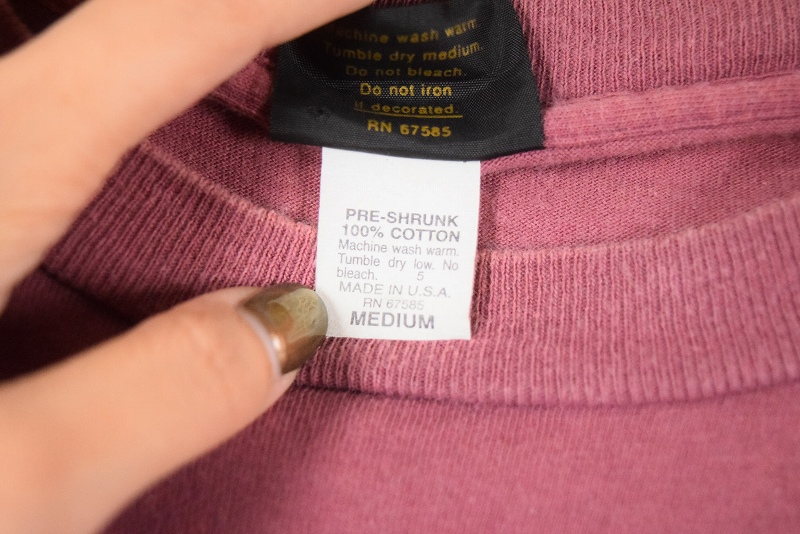 Machine wash warm.
Tumble dry medium.
Do not bleach.
Do not iron
if decorated.
RN 67585
PRE-SHRUNK
100% COTTON
Machine wash warm.
Tumble dry low. No
bleach. 5
MADE IN U.S.A.
RN 67585
MEDIUM